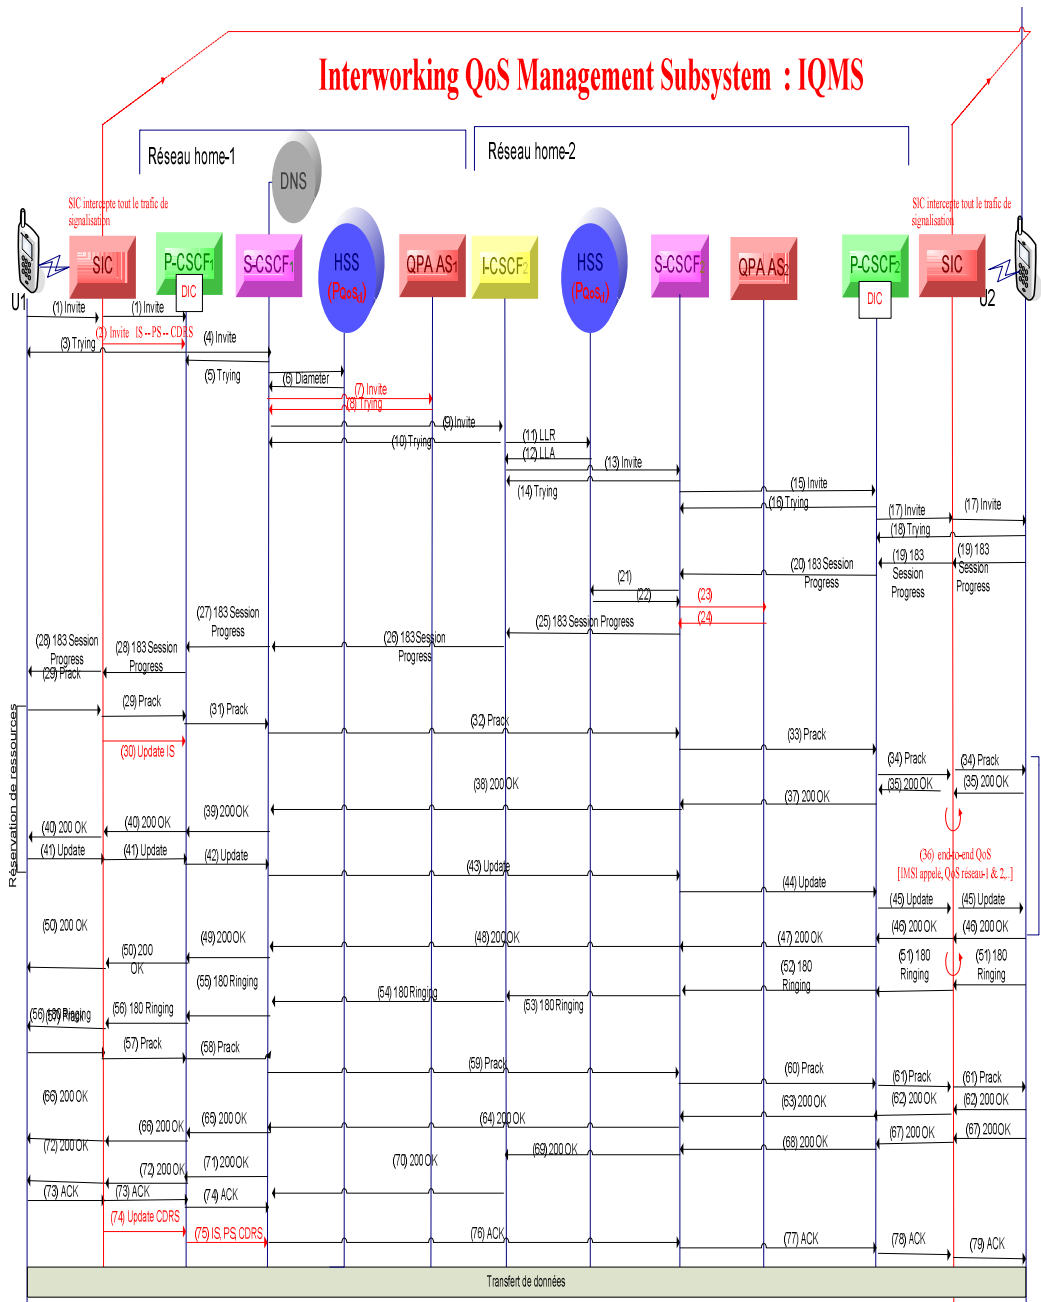 Interworking QoS Management Subsystem : IQMS
Réseau home-1
Réseau home-2
DNS
SIC intercepte tout le trafic de
signalisation
SIC intercepte tout le trafic de
signalisation
SIC
P-CSCF1
DIC
S-CSCF1
HSS
(PQoSU)
QPA AS1
I-CSCF2
HSS
(PQoSU)
S-CSCF2
QPA AS2
P-CSCF2
DIC
SIC
U1
U2
(1) Invite
(1) Invite
(2) Invite IS -- PS -- CDRS
(3) Trying
(4) Invite
(5) Trying
(6) Diameter
(7) Invite
(8) Trying
(9) Invite
(10) Trying
(11) LLR
(12) LLA
(13) Invite
(14) Trying
(15) Invite
(16) Trying
(17) Invite
(17) Invite
(18) Trying
(19) 183
Session
Progress
(19) 183
Session
Progress
(20) 183 Session
Progress
(21)
(22)
(23)
(24)
(25) 183 Session Progress
(26) 183 Session
Progress
(27) 183 Session
Progress
(28) 183 Session
Progress
(28) 183 Session
Progress
(29) Prack
(29) Prack
(30) Update IS
(31) Prack
(32) Prack
(33) Prack
(34) Prack
(34) Prack
(35) 200 OK
(35) 200 OK
(36) end-to-end QoS
[IMSI appelé, QoS réseau-1 & 2,..]
(37) 200 OK
(38) 200 OK
(39) 200 OK
(40) 200 OK
(40) 200 OK
(41) Update
(41) Update
(42) Update
(43) Update
(44) Update
(45) Update
(45) Update
(46) 200 OK
(46) 200 OK
(47) 200 OK
(48) 200 OK
(49) 200 OK
(50) 200
OK
(50) 200 OK
Réservation de ressources
(51) 180
Ringing
(51) 180
Ringing
(52) 180
Ringing
(53) 180 Ringing
(54) 180 Ringing
(55) 180 Ringing
(56) 180 Ringing
(56) 180 Ringing
(57) Prack
(57) Prack
(58) Prack
(59) Prack
(60) Prack
(61) Prack
(61) Prack
(62) 200 OK
(62) 200 OK
(63) 200 OK
(64) 200 OK
(65) 200 OK
(66) 200 OK
(66) 200 OK
(67) 200 OK
(67) 200 OK
(68) 200 OK
(69) 200 OK
(70) 200 OK
(71) 200 OK
(72) 200 OK
(72) 200 OK
(73) ACK
(73) ACK
(74) ACK
(74) Update CDRS
(75) IS, PS, CDRS
(76) ACK
(77) ACK
(78) ACK
(79) ACK
Transfert de données